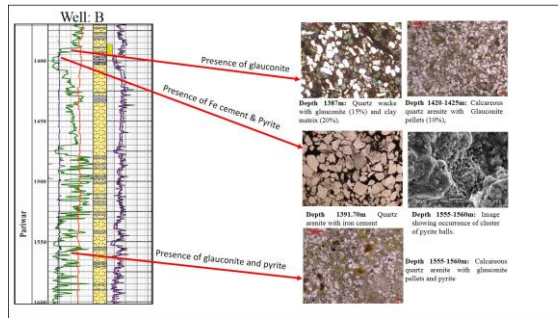 Well: B
1400
1450
1500
1550
1600
Pariwar
Presence of glauconite
Presence of Fe cement & Pyrite
Presence of glauconite and pyrite
Depth 1387m: Quartz wacke
with glauconite (15%) and clay
matrix (20%).
Depth 1420-1425m: Calcareous
quartz arenite with Glauconite
pellets (10%),
Depth 1391.70m Quartz
arenite with iron cement
Depth 1555-1560m: Image
showing occurrence of cluster
of pyrite balls.
Depth 1555-1560m: Calcareous
quartz arenite with glauconite
pellets and pyrite